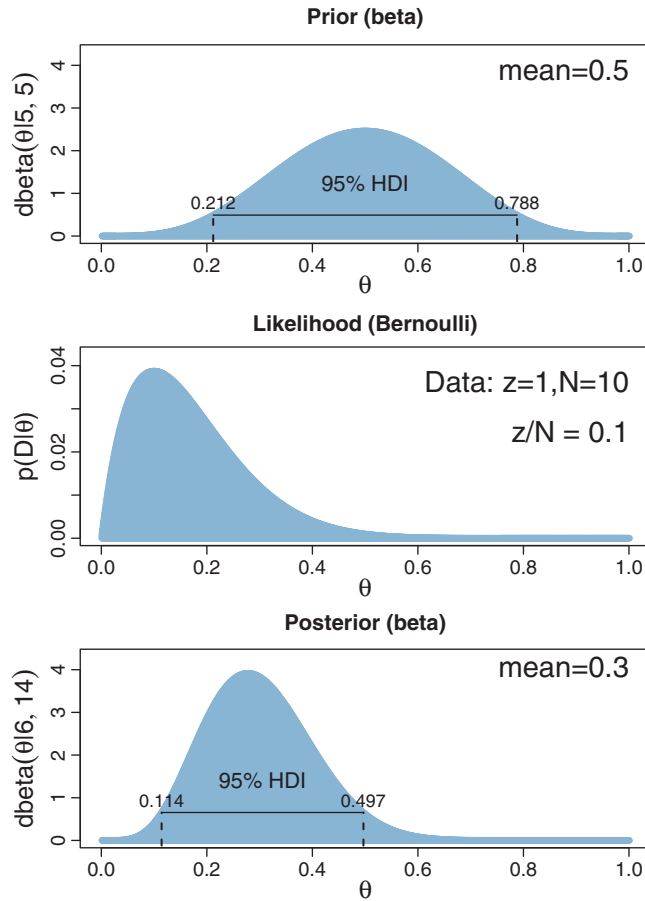 Prior (beta)
dbeta(θ|5, 5)
mean=0.5
95% HDI
0.212
0.788
4
3
2
1
0
0.0 0.2 0.4 0.6 0.8 1.0
θ
Likelihood (Bernoulli)
p(D|θ)
Data: z=1,N=10
z/N = 0.1
0.04
0.02
0.00
0.0 0.2 0.4 0.6 0.8 1.0
θ
Posterior (beta)
dbeta(θ|6, 14)
mean=0.3
95% HDI
0.114
0.497
4
3
2
1
0
0.0 0.2 0.4 0.6 0.8 1.0
θ